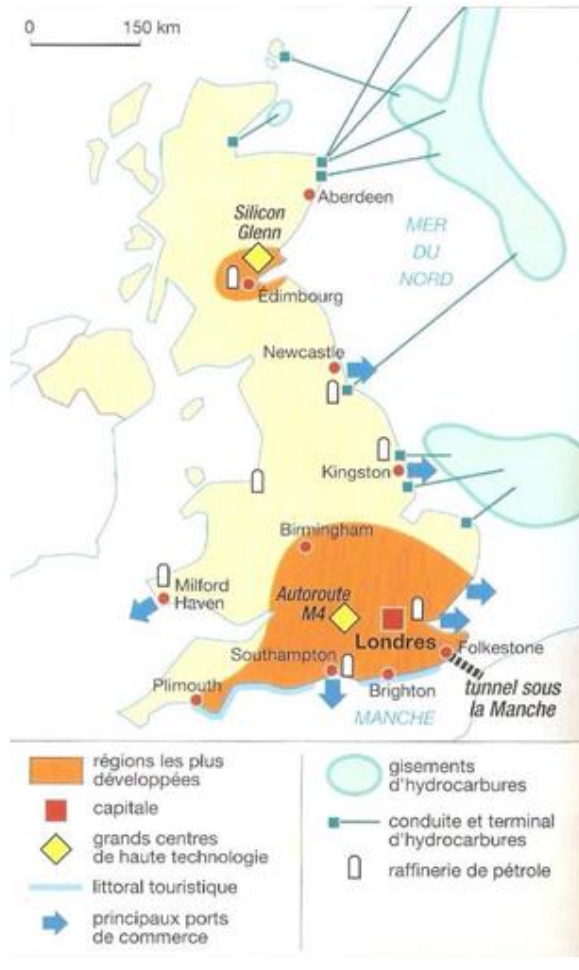 0 150 km
Aberdeen
Silicon
Glenn
MER
DU
NORD
Édimbourg
Newcastle
Kingston
Birmingham
Milford
Haven
Autoroute
M4
Londres
Folkestone
Southampton
Plimouth
Brighton
tunnel sous
la Manche
MANCHE
régions les plus
développées
capitale
grands centres
de haute technologie
littoral touristique
principaux ports
de commerce
gisements
d'hydrocarbures
conduite et terminal
d'hydrocarbures
raffinerie de pétrole